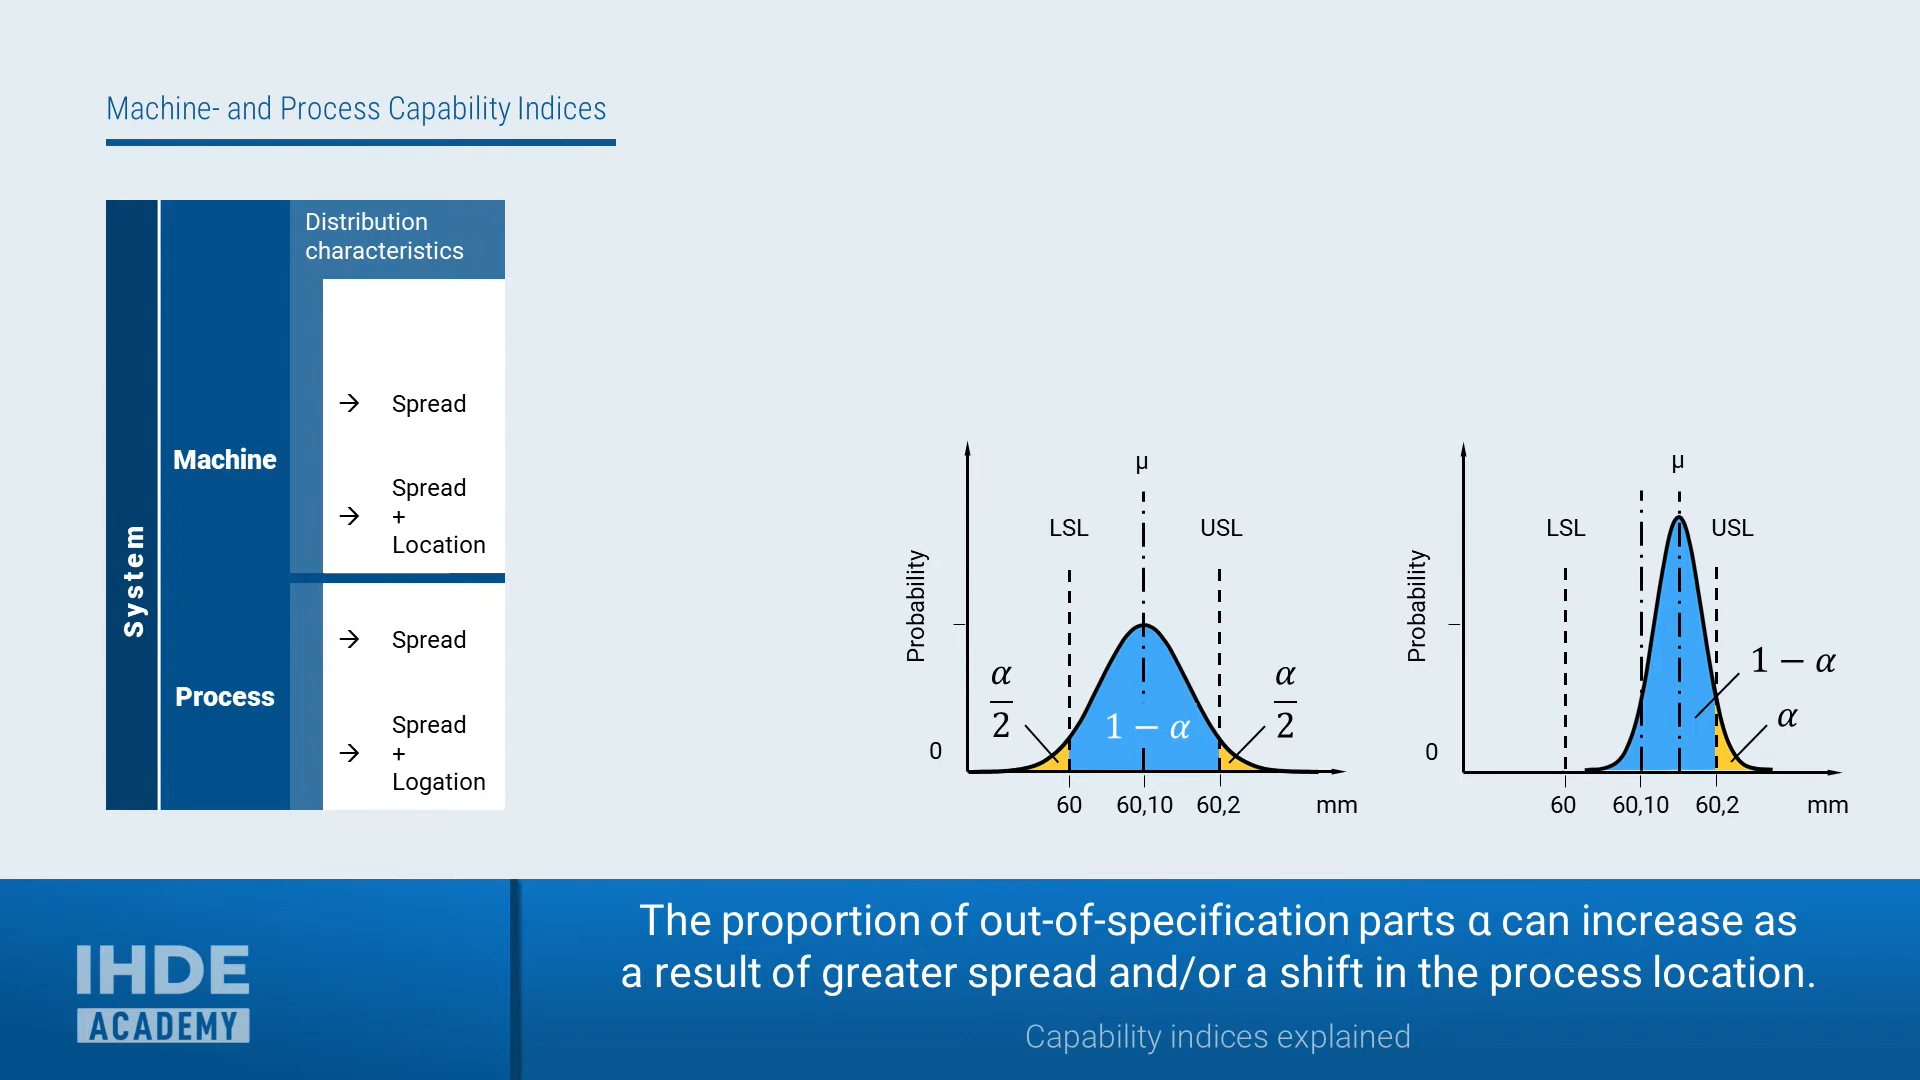 Machine- and Process Capability Indices
Distribution
characteristics
System
Machine
→ Spread
→ Spread
+
Location
Process
→ Spread
→ Spread
+
Logation
Probability
0
LSL
µ
USL
α
2
1 − α
α
2
60
60,10
60,2
mm
Probability
0
LSL
µ
USL
1 − α
α
60
60,10
60,2
mm
The proportion of out-of-specification parts α can increase as
a result of greater spread and/or a shift in the process location.
Capability indices explained
IHDE
ACADEMY